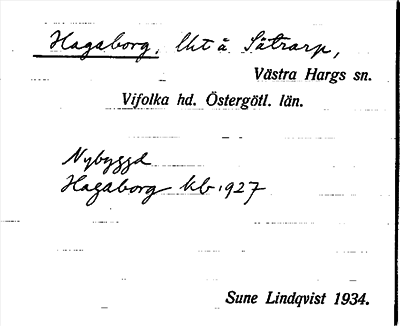 Hagaborg, lht å Sätrarp,
Västra Hargs sn.
Vifolka hd. Östergötl. län.
Nybyggd
Hagaborg kb 1927
Sune Lindqvist 1934.